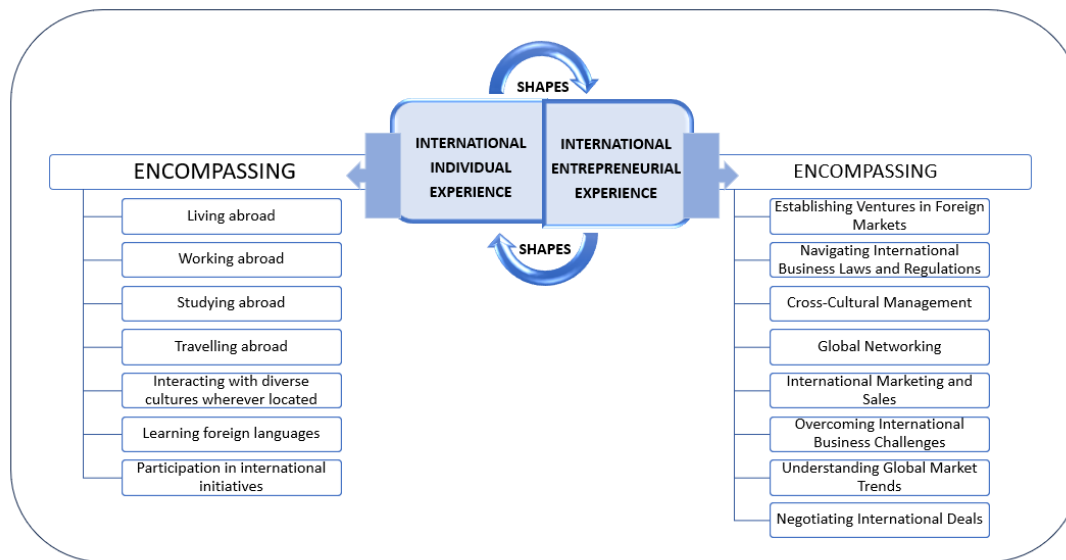 SHAPES
INTERNATIONAL
INDIVIDUAL
EXPERIENCE
INTERNATIONAL
ENTREPRENEURIAL
EXPERIENCE
SHAPES
ENCOMPASSING
Living abroad
Working abroad
Studying abroad
Travelling abroad
Interacting with diverse
cultures wherever located
Learning foreign languages
Participation in international
initiatives
ENCOMPASSING
Establishing Ventures in Foreign
Markets
Navigating International
Business Laws and Regulations
Cross-Cultural Management
Global Networking
International Marketing and
Sales
Overcoming International
Business Challenges
Understanding Global Market
Trends
Negotiating International Deals